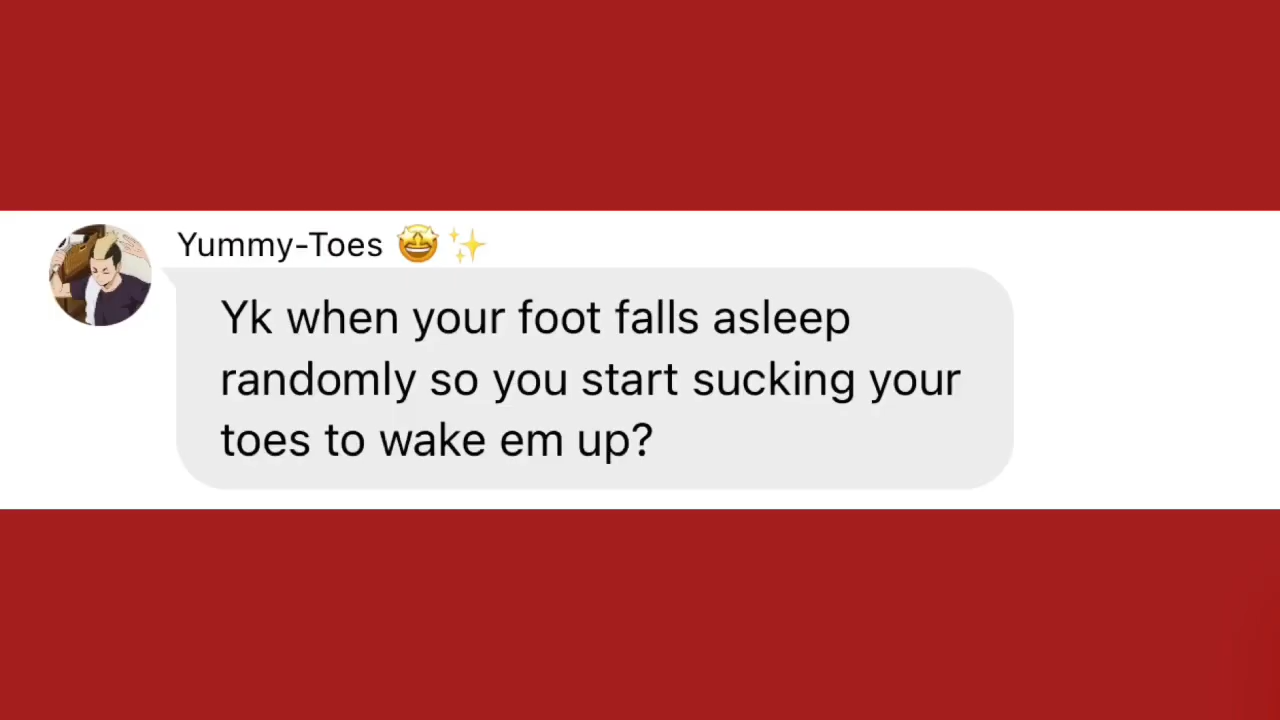 Yummy-Toes 🤩✨
Yk when your foot falls asleep
randomly so you start sucking your
toes to wake em up?